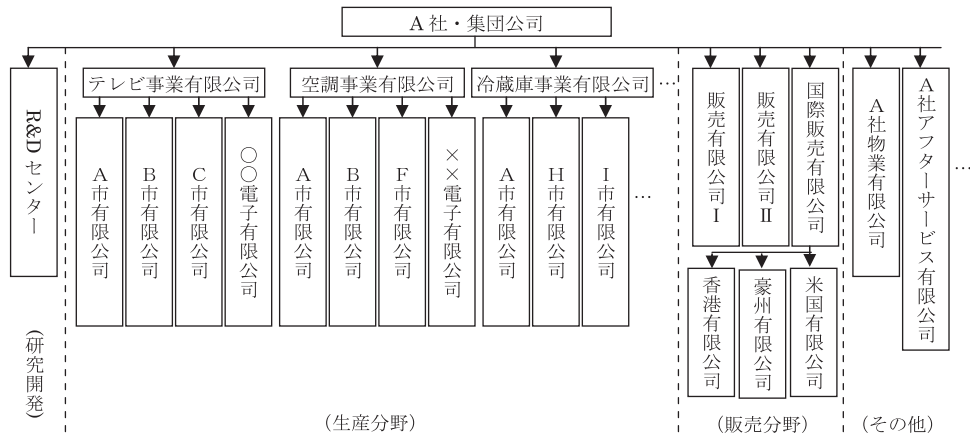 A社・集団公司
テレビ事業有限公司
空調事業有限公司
冷蔵庫事業有限公司
…
R&Dセンター
A市有限公司
B市有限公司
C市有限公司
○○電子有限公司
A市有限公司
B市有限公司
F市有限公司
××電子有限公司
A市有限公司
H市有限公司
I市有限公司
…
販売有限公司Ⅰ
販売有限公司Ⅱ
国際販売有限公司
A社物業有限公司
A社アフターサービス有限公司
…
香港有限公司
豪州有限公司
米国有限公司
(研究開発)
(生産分野)
(販売分野)
(その他)